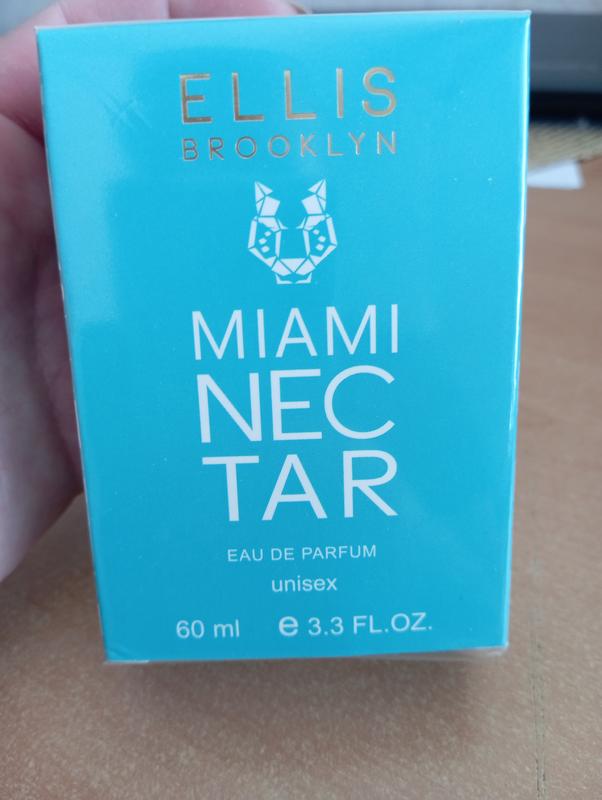 ELLIS
BROOKLYN
MIAMI
NEC
TAR
EAU DE PARFUM
unisex
60 ml ℮ 3.3 FL.OZ.